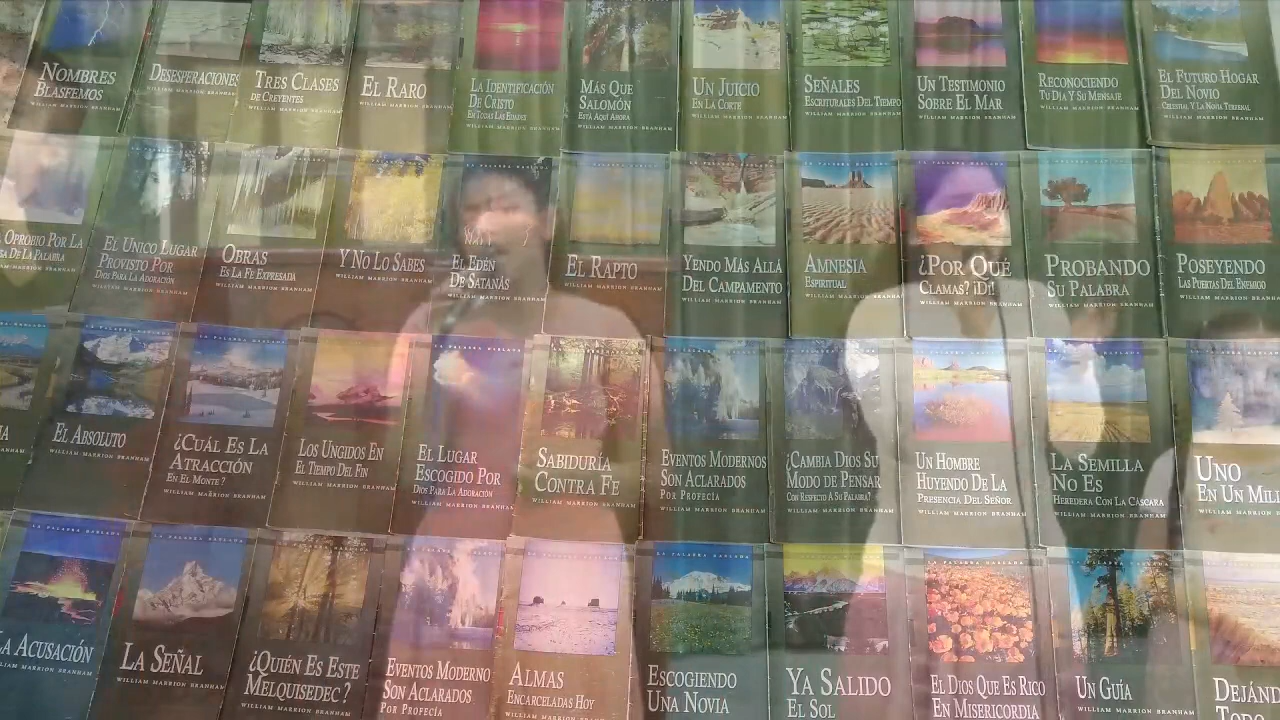 NOMBRES
BLASFEMOS
WILLIAM MARRION BRANHAM
DESESPERACIONES
WILLIAM MARRION BRANHAM
TRES CLASES
DE CREYENTES
WILLIAM MARRION BRANHAM
EL RARO
WILLIAM MARRION BRANHAM
LA IDENTIFICACIÓN
DE CRISTO
EN TODAS LAS EDADES
WILLIAM MARRION BRANHAM
MÁS QUE
SALOMÓN
ESTÁ AQUÍ AHORA
WILLIAM MARRION BRANHAM
UN JUICIO
EN LA CORTE
WILLIAM MARRION BRANHAM
SEÑALES
ESCRITURALES DEL TIEMPO
WILLIAM MARRION BRANHAM
UN TESTIMONIO
SOBRE EL MAR
WILLIAM MARRION BRANHAM
RECONOCIENDO
TU DIA Y SU MENSAJE
WILLIAM MARRION BRANHAM
EL FUTURO HOGAR
DEL NOVIO
CELESTIAL Y LA NOVIA TERRENAL
WILLIAM MARRION BRANHAM
OPROBIO POR LA
DE LA PALABRA
EL UNICO LUGAR
PROVISTO POR
DIOS PARA LA ADORACIÓN
WILLIAM MARRION BRANHAM
OBRAS
ES LA FE EXPRESADA
WILLIAM MARRION BRANHAM
Y NO LO SABES
WILLIAM MARRION BRANHAM
EL EDÉN
DE SATANÁS
WILLIAM MARRION BRANHAM
EL RAPTO
WILLIAM MARRION BRANHAM
YENDO MÁS ALLÁ
DEL CAMPAMENTO
WILLIAM MARRION BRANHAM
LA PALABRA HABLADA
AMNESIA
ESPIRITUAL
WILLIAM MARRION BRANHAM
LA PALABRA HABLADA
¿POR QUÉ
CLAMAS? ¡DI!
WILLIAM MARRION BRANHAM
PROBANDO
SU PALABRA
WILLIAM MARRION BRANHAM
POSEYENDO
LAS PUERTAS DEL ENEMIGO
WILLIAM MARRION BRANHAM
LA PALABRA HABLADA
EL ABSOLUTO
WILLIAM MARRION BRANHAM
LA PALABRA HABLADA
¿CUÁL ES LA
ATRACCIÓN
EN EL MONTE?
WILLIAM MARRION BRANHAM
LOS UNGIDOS EN
EL TIEMPO DEL FIN
WILLIAM MARRION BRANHAM
LA PALABRA HABLADA
EL LUGAR
ESCOGIDO POR
DIOS PARA LA ADORACIÓN
WILLIAM MARRION BRANHAM
SABIDURÍA
CONTRA FE
WILLIAM MARRION BRANHAM
EVENTOS MODERNOS
SON ACLARADOS
POR PROFECÍA
¿CAMBIA DIOS SU
MODO DE PENSAR
CON RESPECTO A SU PALABRA?
WILLIAM MARRION BRANHAM
UN HOMBRE
HUYENDO DE LA
PRESENCIA DEL SEÑOR
WILLIAM MARRION BRANHAM
LA SEMILLA
NO ES
HEREDERA CON LA CÁSCARA
WILLIAM MARRION BRANHAM
UNO
EN UN MIL
WILLIAM MARRION BRANHAM
LA PALABRA HABLADA
LA ACUSACIÓN
WILLIAM MARRION BRANHAM
LA PALABRA HABLADA
LA SEÑAL
WILLIAM MARRION BRANHAM
¿QUIÉN ES ESTE
MELQUISEDEC?
WILLIAM MARRION BRANHAM
EVENTOS MODERNO
SON ACLARADOS
POR PROFECÍA
LA PALABRA HABLADA
ALMAS
ENCARCELADAS HOY
WILLIAM MARRION BRANHAM
ESCOGIENDO
UNA NOVIA
YA SALIDO
EL SOL
EL DIOS QUE ES RICO
EN MISERICORDIA
UN GUÍA
WILLIAM MARRION BRANHAM
DEJÁND
TODO